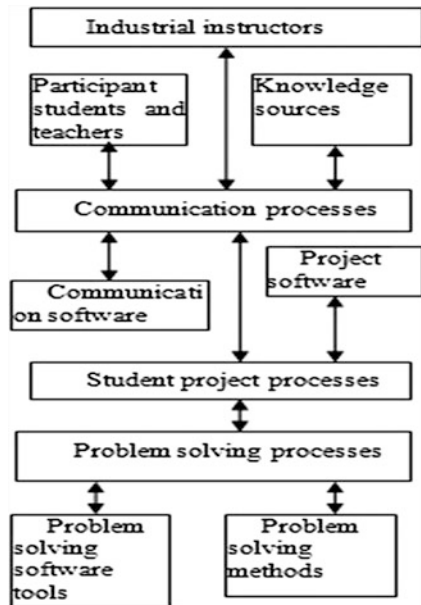 Industrial instructors
Participant
students and
teachers
Knowledge
sources
Communication processes
Project
software
Communicati
on software
Student project processes
Problem solving processes
Problem
solving
software
tools
Problem
solving
methods